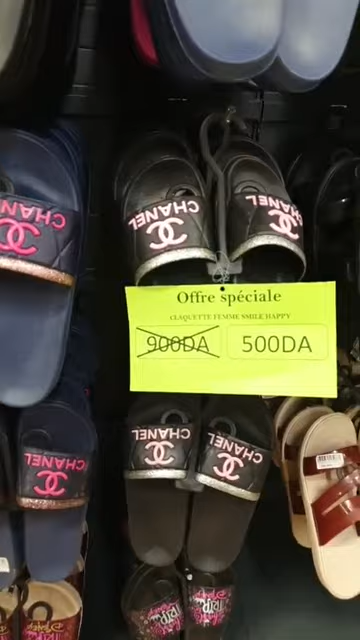 CHANEL
CHANEL
CHANEL
Offre spéciale
CLAQUETTE FEMME SMILE HAPPY
900DA 500DA
CHANEL
CHANEL
CHANEL